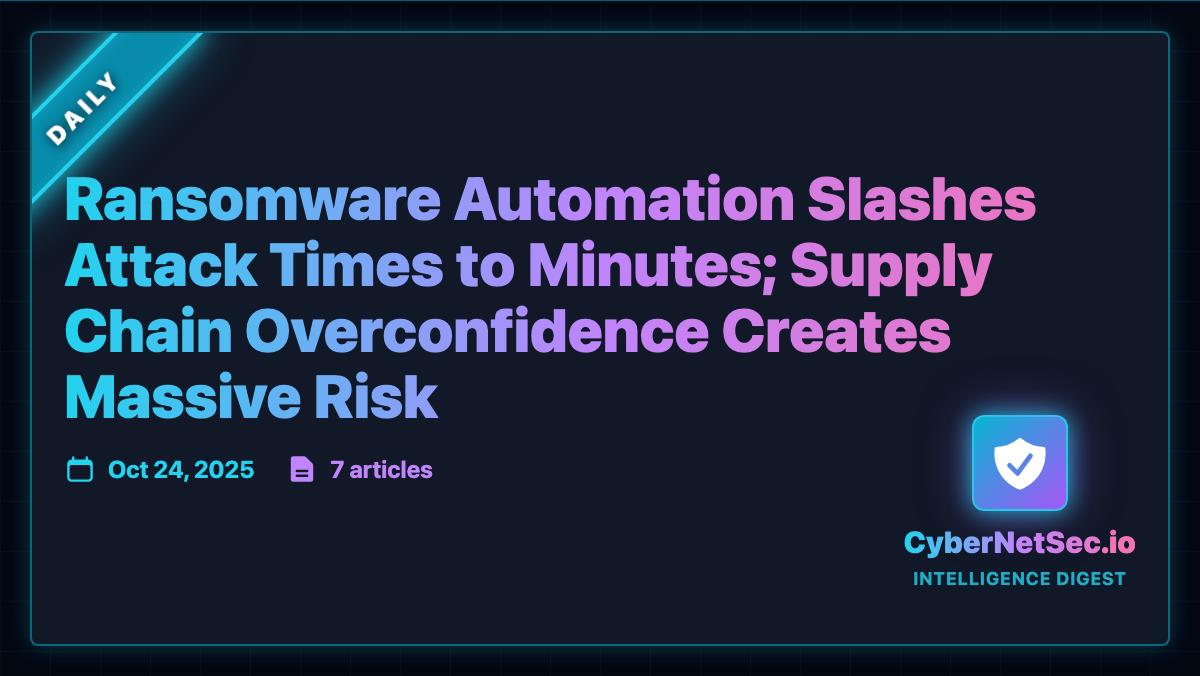 DAILY
Ransomware Automation Slashes
Attack Times to Minutes; Supply
Chain Overconfidence Creates
Massive Risk
Oct 24, 2025
7 articles
CyberNetSec.io
INTELLIGENCE DIGEST